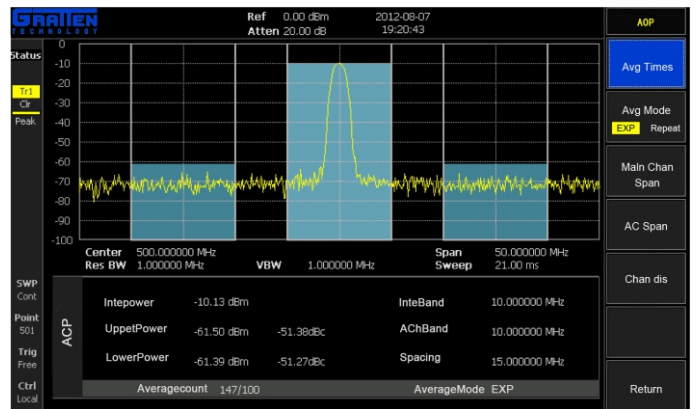 GRATTEN
TECHNOLOGY
Ref 0.00 dBm 2012-08-07
Atten 20.00 dB 19:20:43
AOP
Status
Tr1
Clr
Peak
0
-10
-20
-30
-40
-50
-60
-70
-80
-90
-100
Center 500.000000 MHz Span 50.000000 MHz
Res BW 1.000000 MHz VBW 1.000000 MHz Sweep 21.00 ms
SWP
Cont
Point
501
Trig
Free
Ctrl
Local
ACP
Intepower -10.13 dBm InteBand 10.000000 MHz
UppetPower -61.50 dBm -51.38dBc AChBand 10.000000 MHz
LowerPower -61.39 dBm -51.27dBc Spacing 15.000000 MHz
Averagecount 147/100 AverageMode EXP
Avg Times
Avg Mode
EXP Repeat
Maln Chan
Span
AC Span
Chan dis
Return